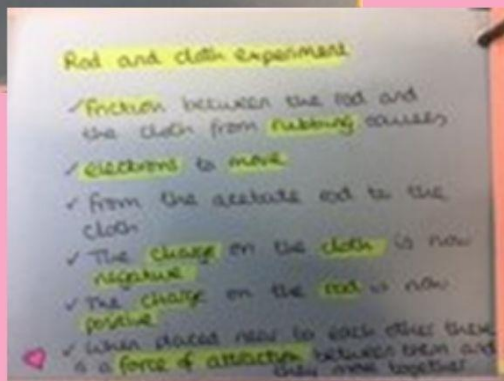 Rod and cloth experiment
✓ Friction between the rod and
the cloth from rubbing causes
✓ electrons to move
✓ From the acetate rod to the
cloth
✓ The charge on the cloth is now
negative
✓ The charge on the rod is now
positive
✓ When placed near to each other there
is a force of attraction between them and
they move together